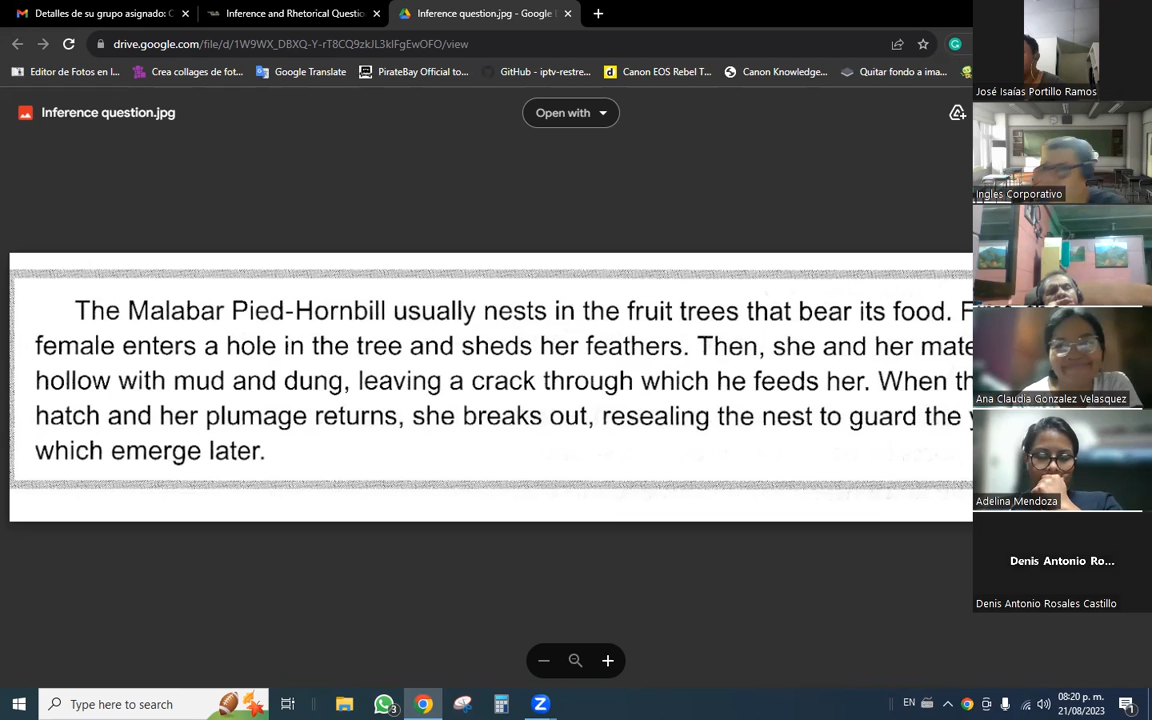 Detalles de su grupo asignado: C
Inference and Rhetorical Questio
Inference question.jpg - Google
drive.google.com/file/d/1W9WX_DBXQ-Y-rT8CQ9zkJL3kIFgEwOFO/view
Editor de Fotos en l...
Crea collages de fot...
Google Translate
PirateBay Official to...
GitHub - iptv-restre...
Canon EOS Rebel T...
Canon Knowledge...
Quitar fondo a ima...
Inference question.jpg
Open with
The Malabar Pied-Hornbill usually nests in the fruit trees that bear its food.
female enters a hole in the tree and sheds her feathers. Then, she and her mate
hollow with mud and dung, leaving a crack through which he feeds her. When th
hatch and her plumage returns, she breaks out, resealing the nest to guard the
which emerge later.
José Isaías Portillo Ramos
Ingles Corporativo
Ana Claudia Gonzalez Velasquez
Adelina Mendoza
Denis Antonio Ro...
Denis Antonio Rosales Castillo
Type here to search
3
EN
08:20 p. m.
21/08/2023
1